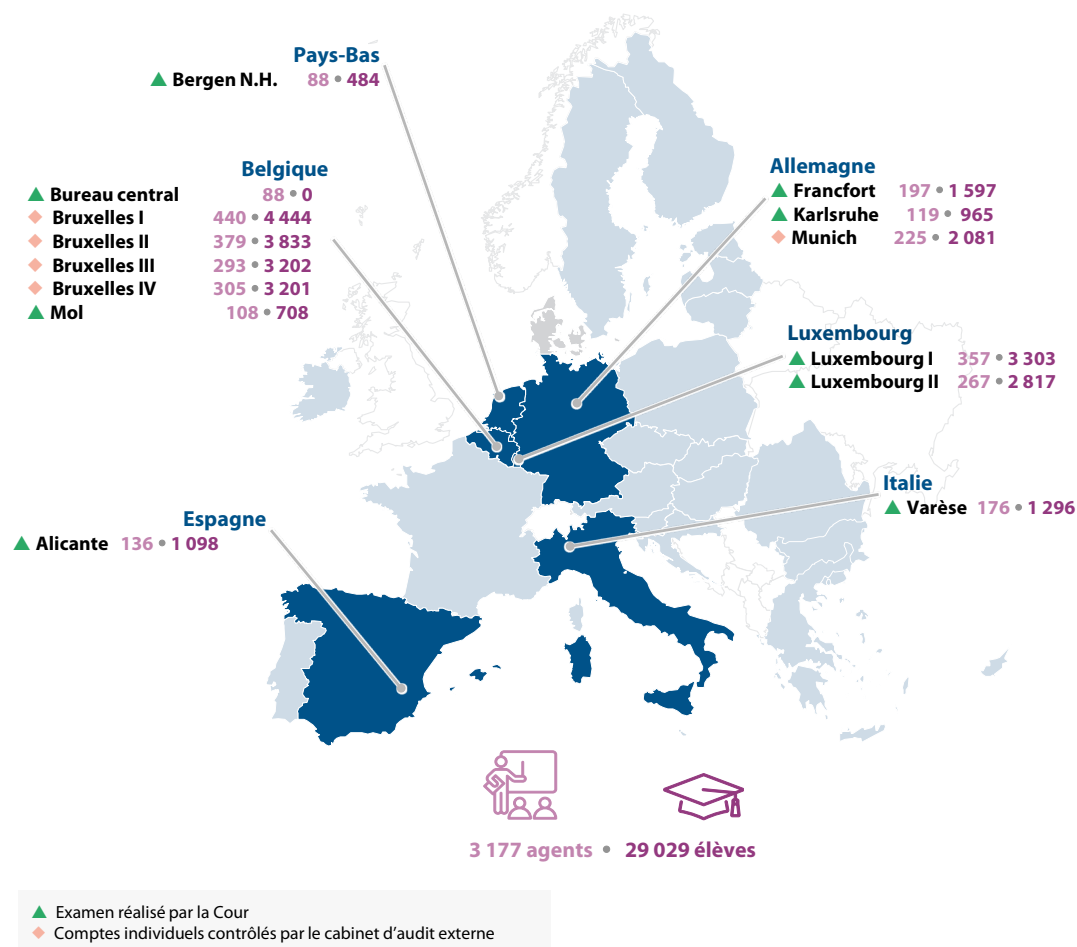 Pays-Bas
Bergen N.H. 88 • 484
Belgique
Bureau central 88 • 0
Bruxelles I 440 • 4 444
Bruxelles II 379 • 3 833
Bruxelles III 293 • 3 202
Bruxelles IV 305 • 3 201
Mol 108 • 708
Allemagne
Francfort 197 • 1 597
Karlsruhe 119 • 965
Munich 225 • 2 081
Luxembourg
Luxembourg I 357 • 3 303
Luxembourg II 267 • 2 817
Italie
Varèse 176 • 1 296
Espagne
Alicante 136 • 1 098
3 177 agents • 29 029 élèves
Examen réalisé par la Cour
Comptes individuels contrôlés par le cabinet d'audit externe